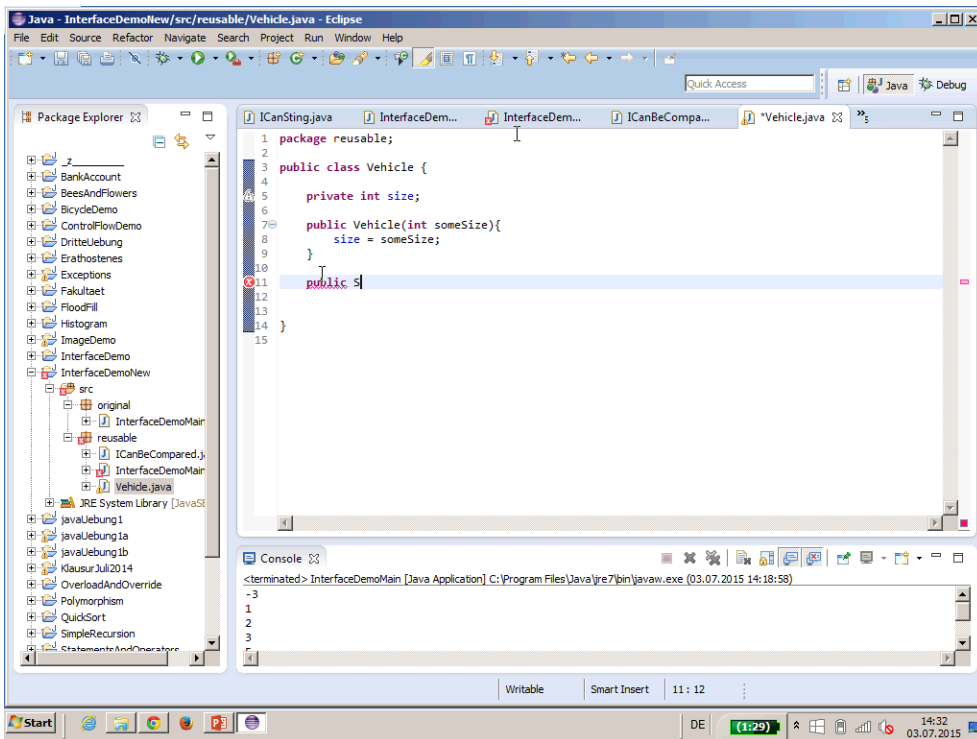 Java - InterfaceDemoNew/src/reusable/Vehicle.java - Eclipse
File Edit Source Refactor Navigate Search Project Run Window Help
Quick Access
Java
Debug
Package Explorer
ICanSting.java
InterfaceDem...
InterfaceDem...
ICanBeCompa...
*Vehicle.java
»5
_z_______
BankAccount
BeesAndFlowers
BicycleDemo
ControlFlowDemo
DritteUebung
Erathostenes
Exceptions
Fakultaet
FloodFill
Histogram
ImageDemo
InterfaceDemo
InterfaceDemoNew
src
original
InterfaceDemoMain
reusable
ICanBeCompared.j
InterfaceDemoMain
Vehicle.java
JRE System Library [JavaSE
javaUebung1
javaUebung1a
javaUebung1b
KlausurJuli2014
OverloadAndOverride
Polymorphism
QuickSort
SimpleRecursion
StatementsAndOperators
1 package reusable;
2
3 public class Vehicle {
4
5 private int size;
6
7 public Vehicle(int someSize){
8 size = someSize;
9 }
10
11 public S
12
13
14 }
15
Console
<terminated> InterfaceDemoMain [Java Application] C:\Program Files\Java\jre7\bin\javaw.exe (03.07.2015 14:18:58)
-3
1
2
3
Writable
Smart Insert
11 : 12
Start
DE
(1:29)
14:32
03.07.2015